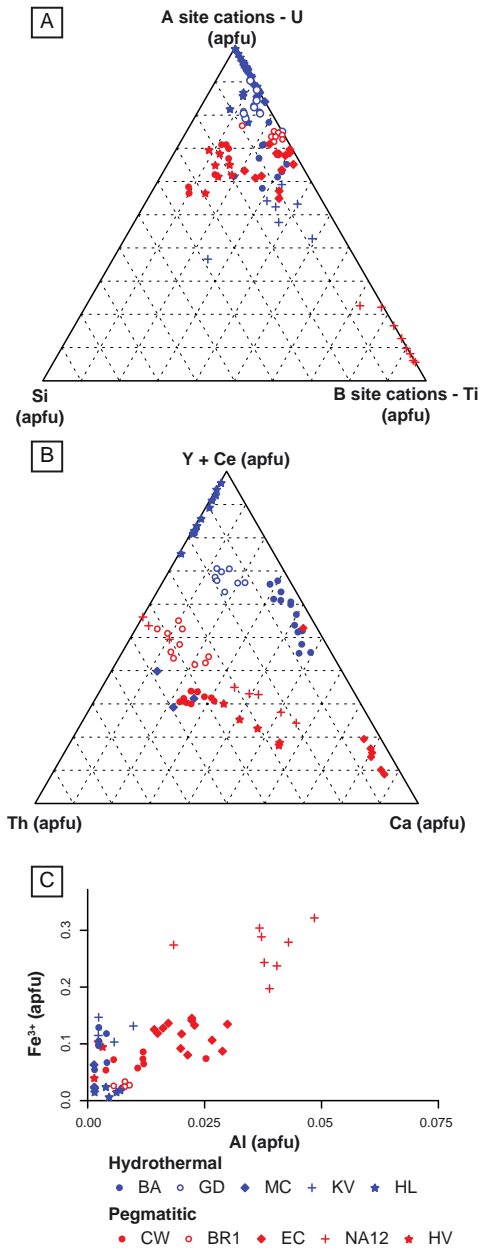 A
A site cations - U
(apfu)
Si
(apfu)
B site cations - Ti
(apfu)
B
Y + Ce (apfu)
Th (apfu)
Ca (apfu)
C
Fe³⁺ (apfu)
0.3
0.2
0.1
0.0
0.00
0.025
0.05
0.075
Al (apfu)
Hydrothermal
BA GD MC KV HL
Pegmatitic
CW BR1 EC NA12 HV